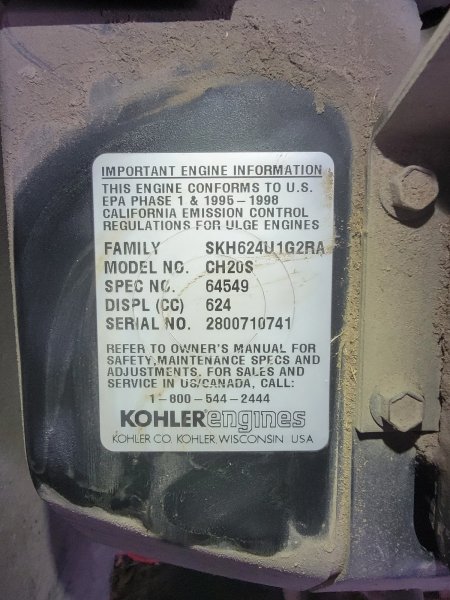 IMPORTANT ENGINE INFORMATION
THIS ENGINE CONFORMS TO U.S.
EPA PHASE 1 & 1995-1998
CALIFORNIA EMISSION CONTROL
REGULATIONS FOR ULGE ENGINES
FAMILY SKH624U1G2RA
MODEL NO. CH20S
SPEC NO. 64549
DISPL (CC) 624
SERIAL NO. 2800710741
REFER TO OWNER'S MANUAL FOR
SAFETY, MAINTENANCE SPECS AND
ADJUSTMENTS. FOR SALES AND
SERVICE IN US/CANADA, CALL:
1-800-544-2444
KOHLER engines
KOHLER CO. KOHLER, WISCONSIN USA